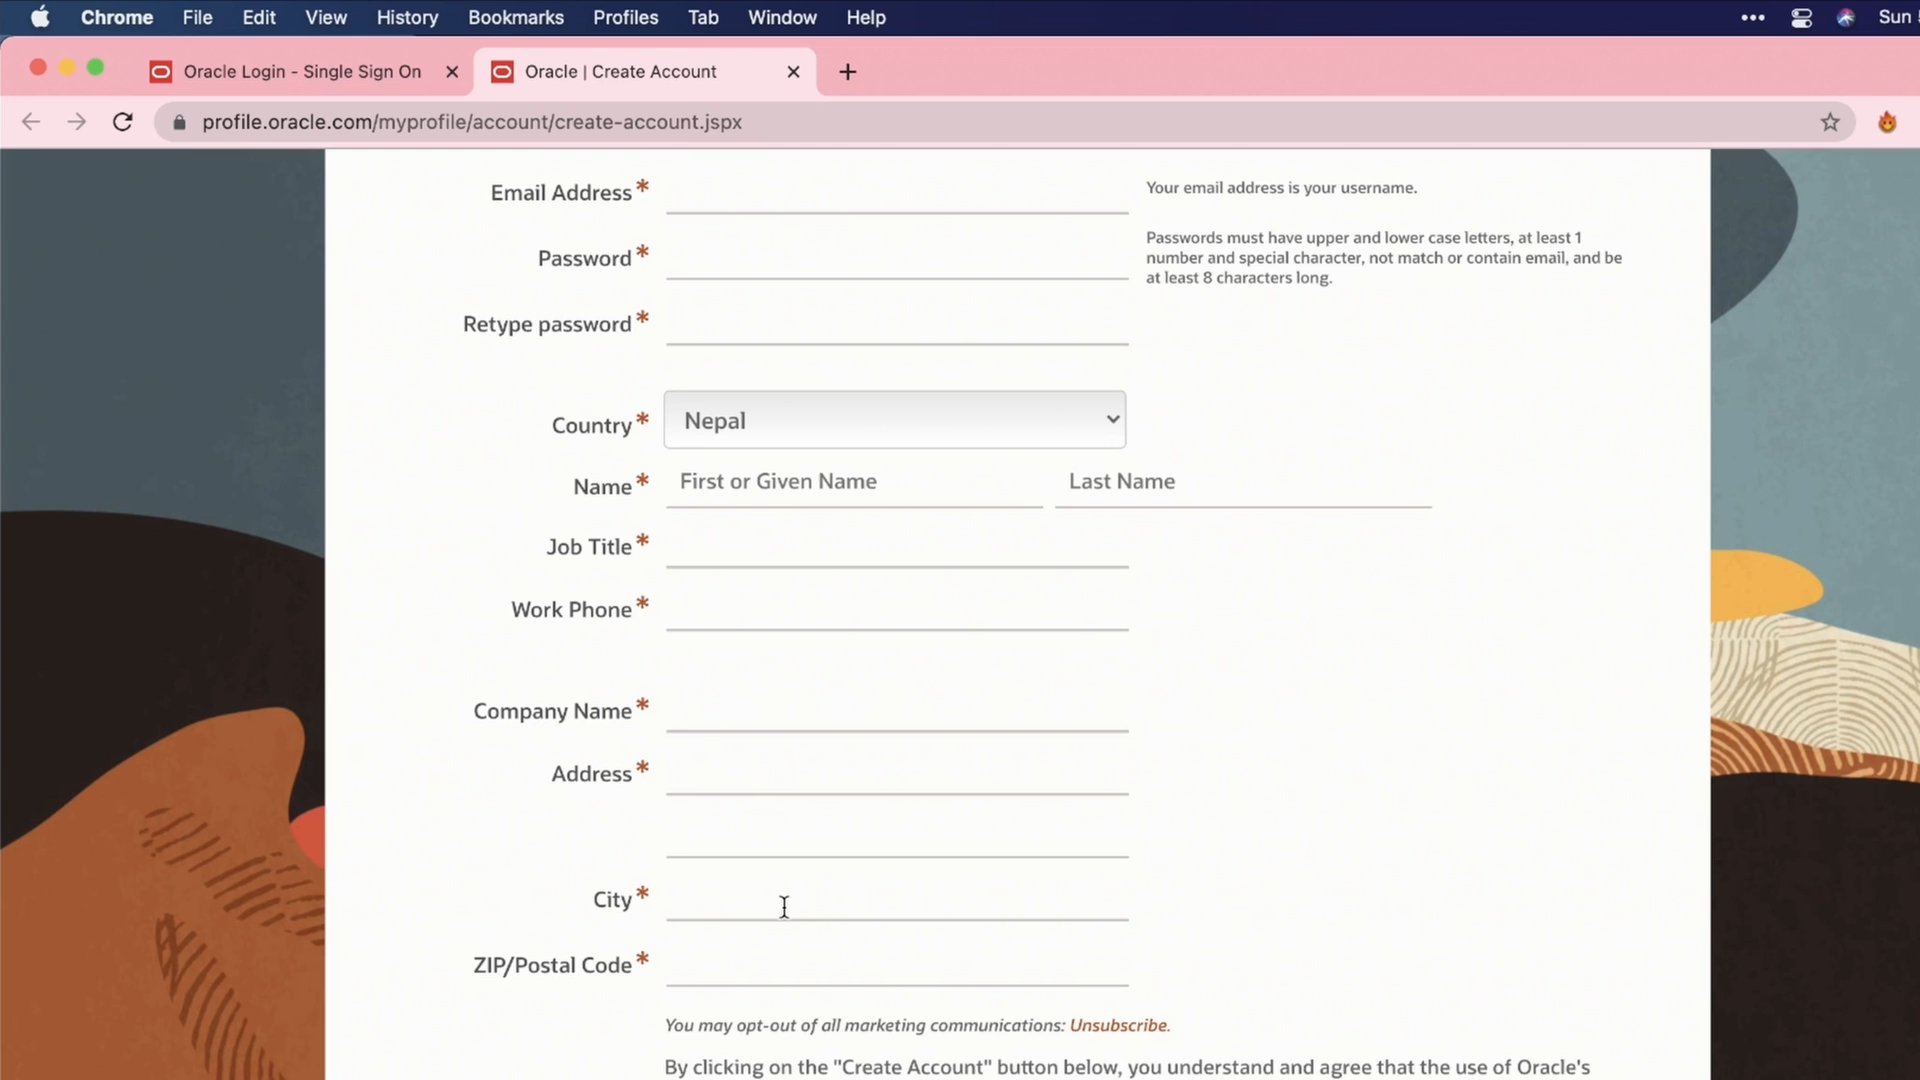 Chrome File Edit View History Bookmarks Profiles Tab Window Help ••• Sun
Oracle Login - Single Sign On Oracle | Create Account
profile.oracle.com/myprofile/account/create-account.jspx
Email Address* Your email address is your username.
Password* Passwords must have upper and lower case letters, at least 1
number and special character, not match or contain email, and be
at least 8 characters long.
Retype password*
Country* Nepal
Name* First or Given Name Last Name
Job Title*
Work Phone*
Company Name*
Address*
City*
ZIP/Postal Code*
You may opt-out of all marketing communications: Unsubscribe.
By clicking on the "Create Account" button below, you understand and agree that the use of Oracle's